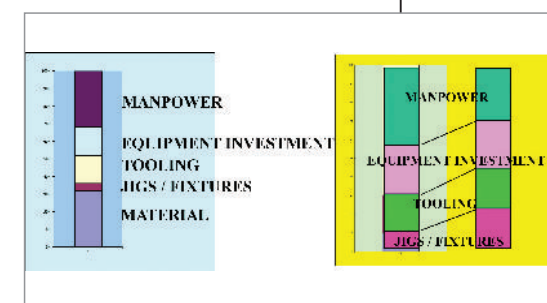 MANPOWER
EQUIPMENT INVESTMENT
TOOLING
JIGS / FIXTURES
MATERIAL
MANPOWER
EQUIPMENT INVESTMENT
TOOLING
JIGS / FIXTURES